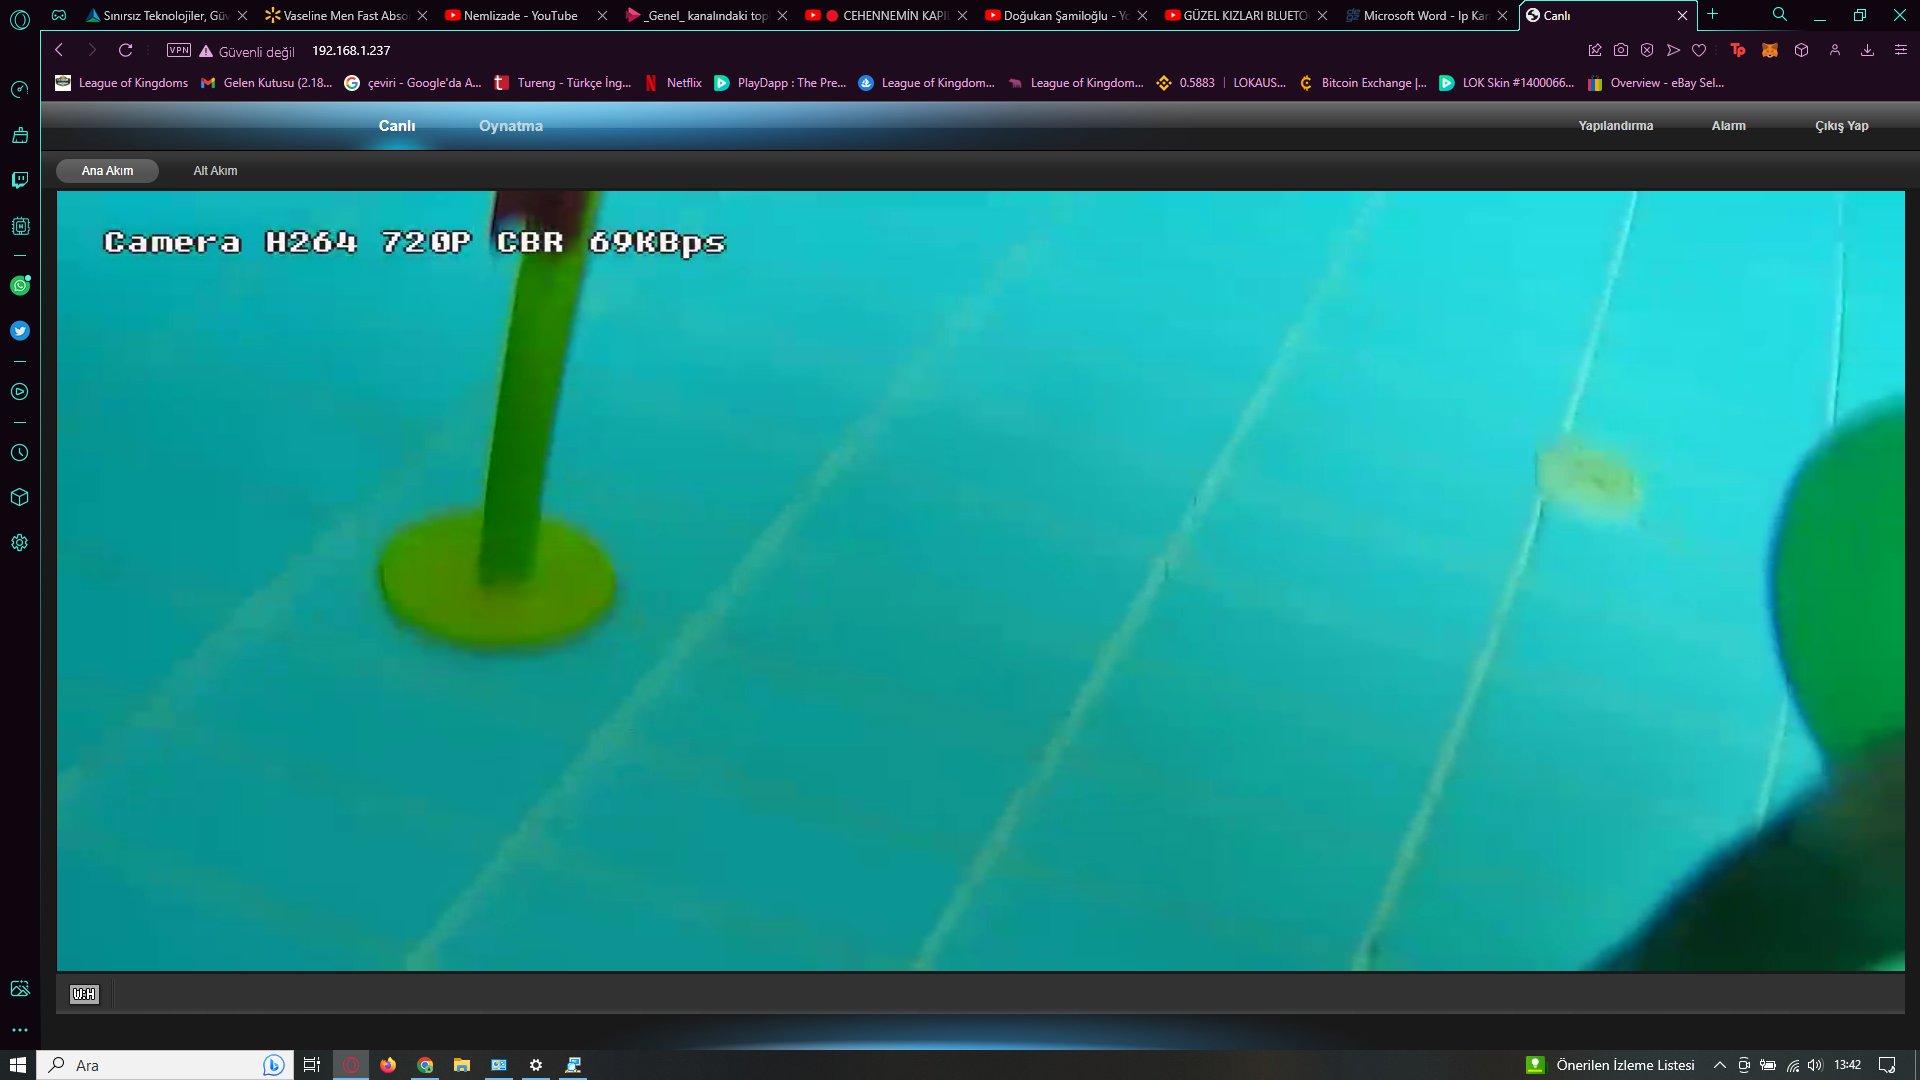 Sınırsız Teknolojiler, Gü
Vaseline Men Fast Abso
Nemlizade - YouTube
_Genel_ kanalındaki top
CEHENNEMİN KAPI
Doğukan Şamiloğlu - Yo
GÜZEL KIZLARI BLUETO
Microsoft Word - Ip Ka
Canlı
VPN
Güvenli değil
192.168.1.237
Tp
League of Kingdoms
Gelen Kutusu (2.18...
çeviri - Google'da A...
Tureng - Türkçe İng...
Netflix
PlayDapp : The Pre...
League of Kingdom...
League of Kingdom...
0.5883 | LOKAUS...
Bitcoin Exchange |...
LOK Skin #1400066...
Overview - eBay Sel...
Canlı
Oynatma
Yapılandırma
Alarm
Çıkış Yap
Ana Akım
Alt Akım
Camera H264 720P CBR 69KBps
W:H
Ara
Önerilen İzleme Listesi
13:42